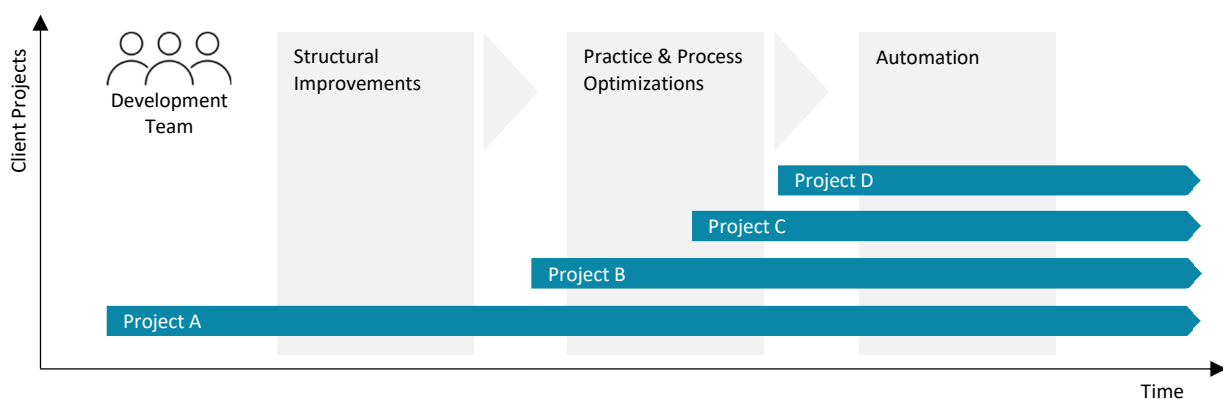 Client Projects
Development
Team
Structural
Improvements
Practice & Process
Optimizations
Automation
Project D
Project C
Project B
Project A
Time